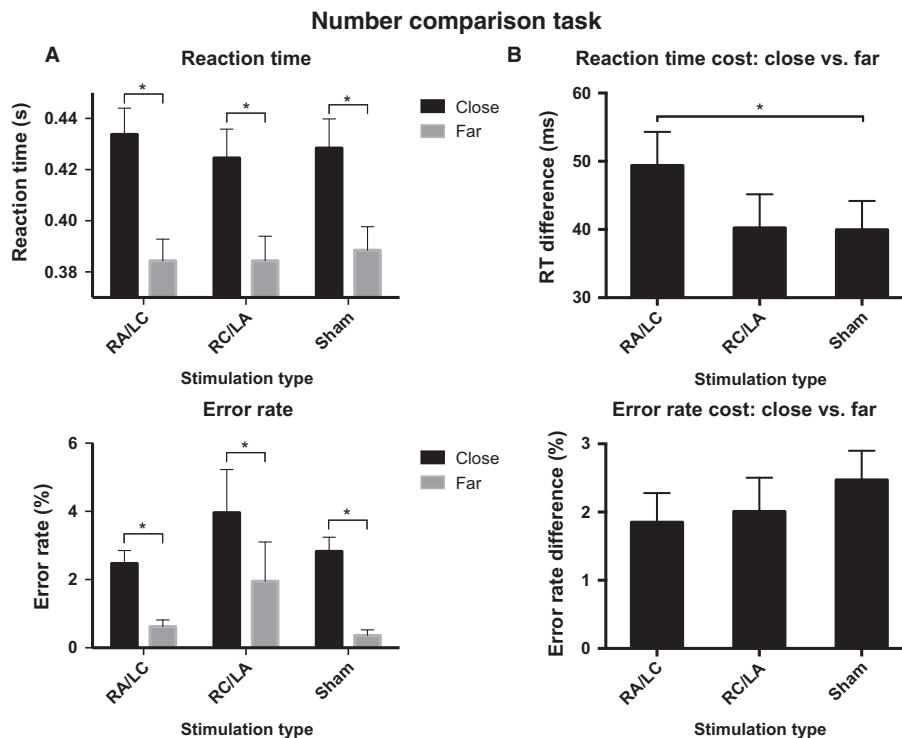 Number comparison task
A
Reaction time
Reaction time (s)
0.44
0.42
0.40
0.38
*
*
*
Close
Far
RA/LC
RC/LA
Sham
Stimulation type
B
Reaction time cost: close vs. far
RT difference (ms)
60
50
40
30
*
RA/LC
RC/LA
Sham
Stimulation type
Error rate
Error rate (%)
6
4
2
0
*
*
*
Close
Far
RA/LC
RC/LA
Sham
Stimulation type
Error rate cost: close vs. far
Error rate difference (%)
3
2
1
0
RA/LC
RC/LA
Sham
Stimulation type